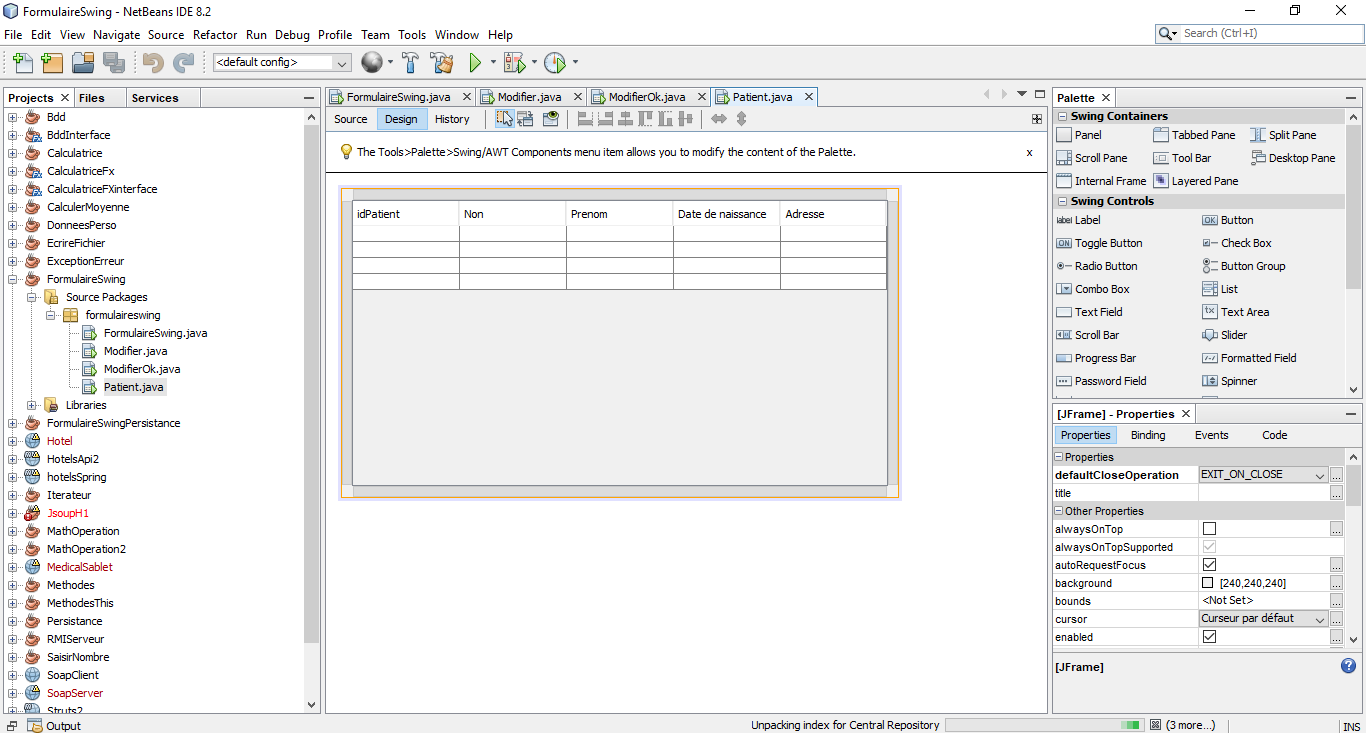 FormulaireSwing - NetBeans IDE 8.2
File Edit View Navigate Source Refactor Run Debug Profile Team Tools Window Help
Search (Ctrl+I)
<default config>
Projects Files Services
Bdd
BddInterface
Calculatrice
CalculatriceFx
CalculatriceFXinterface
CalculerMoyenne
DonneesPerso
EcrireFichier
ExceptionErreur
FormulaireSwing
Source Packages
formulaireswing
FormulaireSwing.java
Modifier.java
ModifierOk.java
Patient.java
Libraries
FormulaireSwingPersistance
Hotel
HotelsApi2
hotelsSpring
Iterateur
JsoupH1
MathOperation
MathOperation2
MedicalSablet
Methodes
MethodesThis
Persistance
RMIServeur
SaisirNombre
SoapClient
SoapServer
Struts2
FormulaireSwing.java Modifier.java ModifierOk.java Patient.java
Source Design History
The Tools>Palette>Swing/AWT Components menu item allows you to modify the content of the Palette. x
idPatient Non Prenom Date de naissance Adresse
Palette
Swing Containers
Panel Tabbed Pane Split Pane
Scroll Pane Tool Bar Desktop Pane
Internal Frame Layered Pane
Swing Controls
label Label OK Button
ON Toggle Button Check Box
Radio Button Button Group
Combo Box List
Text Field Text Area
Scroll Bar Slider
Progress Bar Formatted Field
Password Field Spinner
[JFrame] - Properties
Properties Binding Events Code
Properties
defaultCloseOperation EXIT_ON_CLOSE ...
title ...
Other Properties
alwaysOnTop ...
alwaysOnTopSupported
autoRequestFocus ...
background [240,240,240] ...
bounds <Not Set> ...
cursor Curseur par défaut ...
enabled ...
[JFrame]
Output
Unpacking index for Central Repository (3 more...) INS